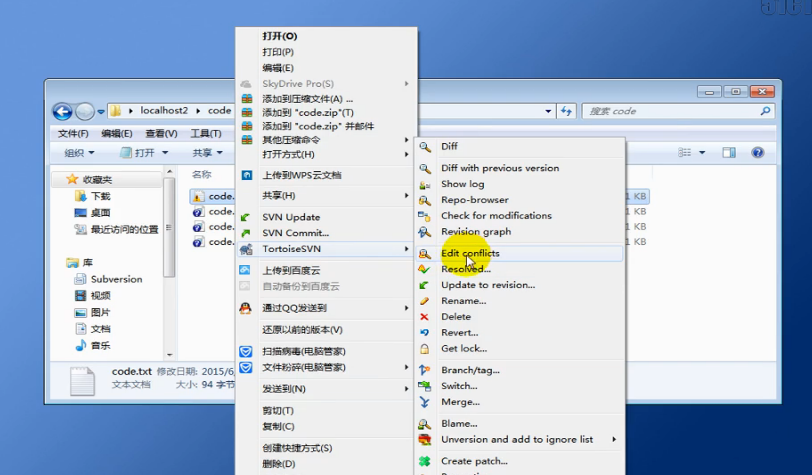 打开(O)
打印(P)
编辑(E)
SkyDrive Pro(S)
添加到压缩文件(A) ...
添加到 "code.zip"(T)
添加到 "code.zip" 并邮件
其他压缩命令
打开方式(H)
上传到WPS云文档
共享(H)
SVN Update
SVN Commit...
TortoiseSVN
上传到百度云
自动备份到百度云
通过QQ发送到
还原以前的版本(V)
扫描病毒(电脑管家)
文件粉碎(电脑管家)
发送到(N)
剪切(T)
复制(C)
创建快捷方式(S)
删除(D)
Diff
Diff with previous version
Show log
Repo-browser
Check for modifications
Revision graph
Edit conflicts
Resolved...
Update to revision...
Rename...
Delete
Revert...
Get lock...
Branch/tag...
Switch...
Merge...
Blame...
Unversion and add to ignore list
Create patch...
localhost2
code
搜索 code
文件(F)
编辑(E)
查看(V)
工具(T)
组织
打开
共享
收藏夹
下载
桌面
最近访问的位置
库
Subversion
视频
图片
文档
音乐
名称
code.
code.
code.
code.
1 KB
KB
KB
KB
code.txt 修改日期: 2015/6/
文本文档
大小: 94 字节